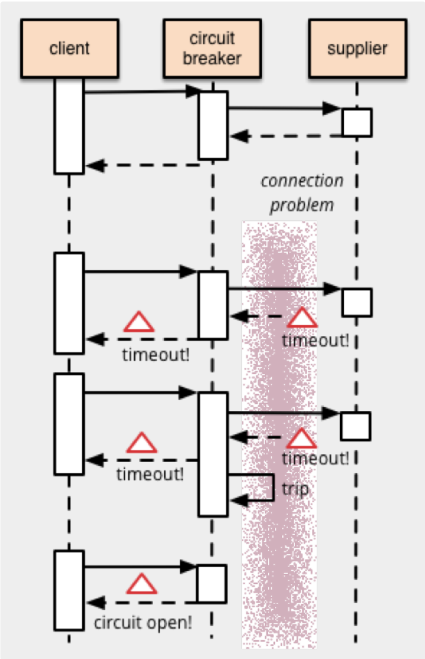 client
circuit
breaker
supplier
connection
problem
timeout!
timeout!
timeout!
timeout!
trip
circuit open!